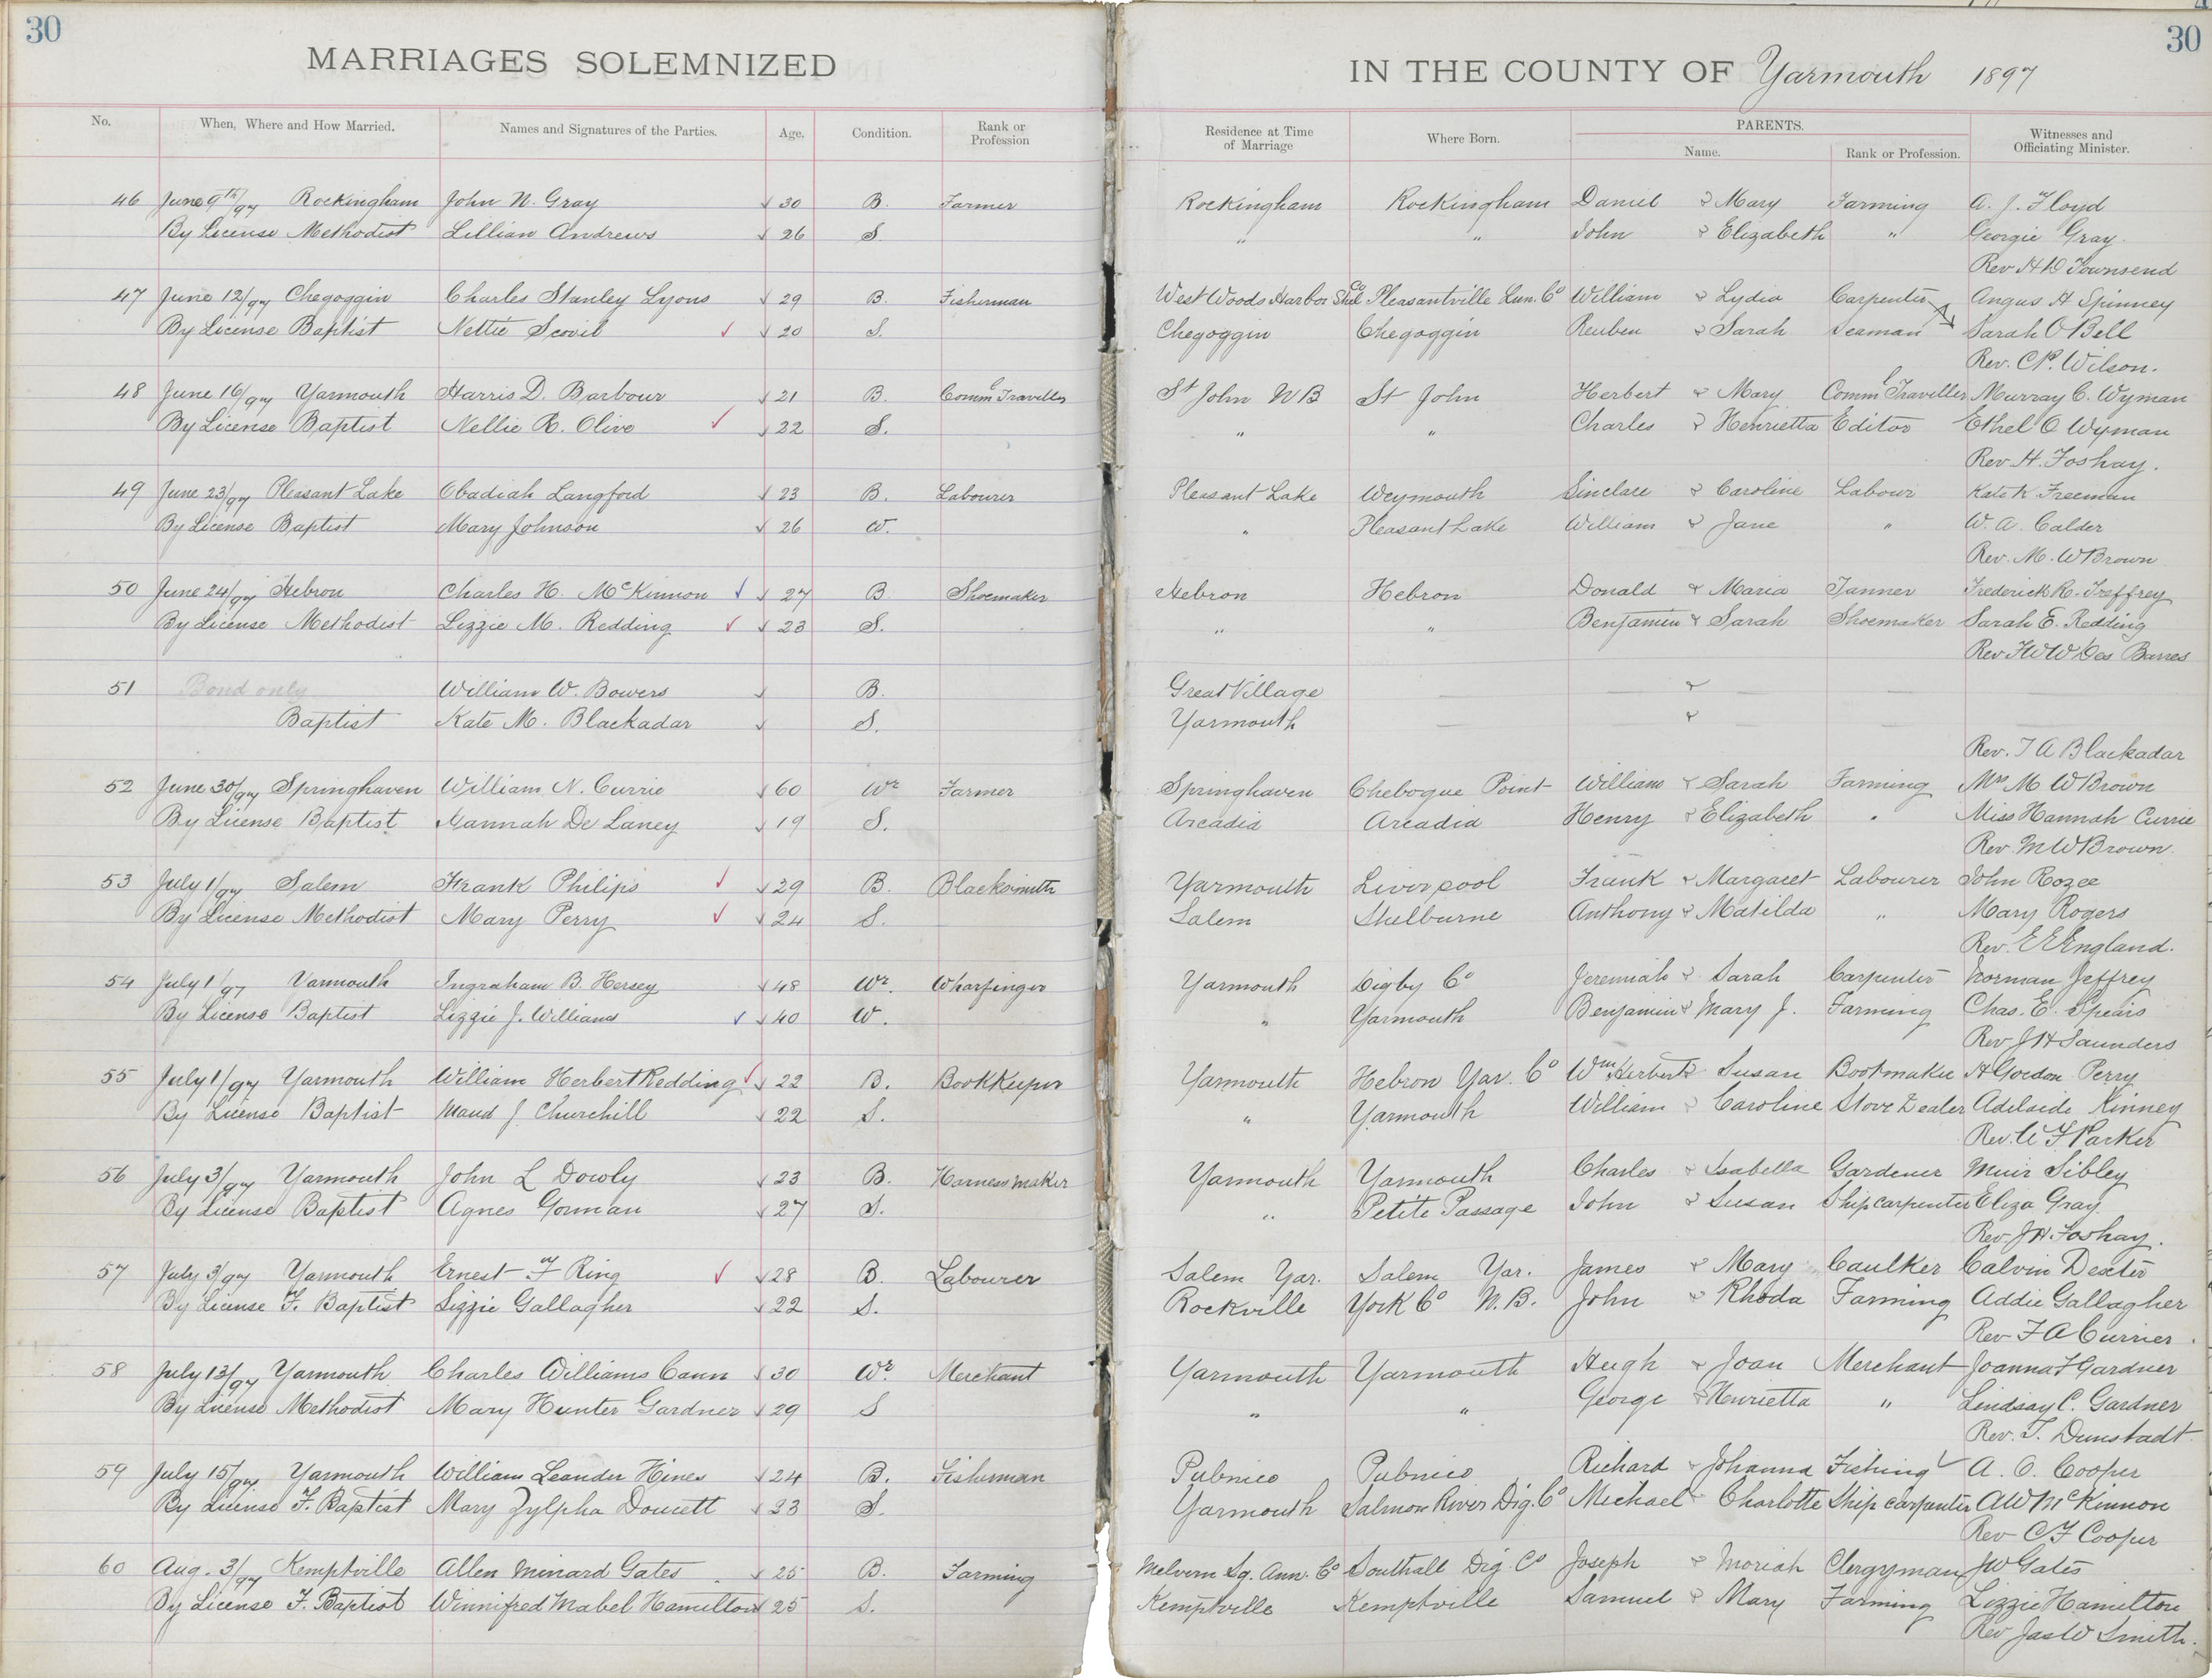 30
MARRIAGES SOLEMNIZED
IN THE COUNTY OF Yarmouth 1897
30
No. When, Where and How Married. Names and Signatures of the Parties. Age. Condition. Rank or Profession Residence at Time of Marriage Where Born. PARENTS. Name. Rank or Profession. Witnesses and Officiating Minister.
46 June 9th/97 Rockingham John N. Gray 30 B. Farmer Rockingham Rockingham Daniel & Mary Farming A. J. Floyd
By License Methodist Lillian Andrews 26 S. " " John & Elizabeth " Georgie Gray.
Rev H D Townsend
47 June 12/97 Chegoggin Charles Stanley Lyons 29 B. Fisherman West Woods Harbor Shel Co Pleasantville Lun. Co William & Lydia Carpenter Angus H Spinney
By License Baptist Nettie Scovil 20 S. Chegoggin Chegoggin Reuben & Sarah Seaman Sarah O Bell
Rev. C P. Wilson.
48 June 16/97 Yarmouth Harris D. Barbour 21 B. Comml Traveller St John N B St John Herbert & Mary Comml Traveller Murray C. Wyman
By License Baptist Nellie R. Olive 22 S. " " Charles & Henrietta Editor Ethel O Wyman
Rev. H. Foshay.
49 June 23/97 Pleasant Lake Obadiah Langford 23 B. Labourer Pleasant Lake Weymouth Sinclare & Caroline Labour Kate K Freeman
By License Baptist Mary Johnson 26 W. " Pleasant Lake William & Jane " W. A. Calder
Rev. M. W Brown
50 June 24/97 Hebron Charles H. McKinnon 27 B Shoemaker Hebron Hebron Donald & Maria Tanner Frederick R. Treffrey
By License Methodist Lizzie M. Redding 23 S. " " Benjamin & Sarah Shoemaker Sarah E. Redding
Rev F W W Des Barres
51 Bond only William W. Bowers B. Great Village &
Baptist Kate M. Blackadar S. Yarmouth &
Rev. T A Blackadar
52 June 30/97 Springhaven William N. Currie 60 Wr Farmer Springhaven Chebogue Point William & Sarah Farming Mrs M W Brown
By License Baptist Hannah De Laney 19 S. Arcadia Arcadia Henry & Elizabeth " Miss Hannah Currie
Rev. M W Brown.
53 July 1/97 Salem Frank Philips 29 B. Blacksmith Yarmouth Liverpool Frank & Margaret Labourer John Rozee
By License Methodist Mary Perry 24 S. Salem Shelburne Anthony & Matilda " Mary Rogers
Rev. E E England.
54 July 1/97 Yarmouth Ingraham B. Hersey 48 Wr. Wharfinger Yarmouth Digby Co Jeremiah & Sarah Carpenter Norman Jeffrey
By License Baptist Lizzie J. Williams 40 W. " Yarmouth Benjamin & Mary J. Farming Chas. E. Spears
Rev J H Saunders
55 July 1/97 Yarmouth William Herbert Redding 22 B. Bookkeeper Yarmouth Hebron Yar. Co Wm Herbert & Susan Bootmaker H Gordon Perry
By License Baptist Maud J. Churchill 22 S. " Yarmouth William & Caroline Stove Dealer Adelaide Kinney
Rev. W F Parker
56 July 3/97 Yarmouth John L Dowly 23 B. Harness maker Yarmouth Yarmouth Charles & Isabella Gardener Muir Sibley
By License Baptist Agnes Gorman 27 S. " Petite Passage John & Susan Ship carpenter Eliza Gray.
Rev. J H. Foshay.
57 July 3/97 Yarmouth Ernest F Ring 28 B. Labourer Salem Yar. Salem Yar. James & Mary Caulker Calvin Dexter
By License F. Baptist Lizzie Gallagher 22 S. Rockville York Co N. B. John & Rhoda Farming Addie Gallagher
Rev F A Currier.
58 July 13/97 Yarmouth Charles Williams Cann 30 Wr. Merchant Yarmouth Yarmouth Hugh & Joan Merchant Joanna F Gardner
By License Methodist Mary Hunter Gardner 29 S " " George & Henrietta " Lindsay C. Gardner
Rev. T. Dunstadt
59 July 15/97 Yarmouth William Leander Hines 24 B. Fisherman Pubnico Pubnico Richard & Johanna Fishing A. O. Cooper
By License F. Baptist Mary Zylpha Doucett 23 S. Yarmouth Salmon River Dig. Co Michael & Charlotte Ship carpenter A W McKinnon
Rev C F Cooper
60 Aug. 3/97 Kemptville Allen Minard Gates 25 B. Farming Melvern Sq. Ann. Co Southall Dig. Co Joseph & Moriah Clergyman J W Gates
By License F. Baptist Winnifred Mabel Hamilton 25 S. Kemptville Kemptville Samuel & Mary Farming Lizzie Hamilton
Rev Jas W Smith.